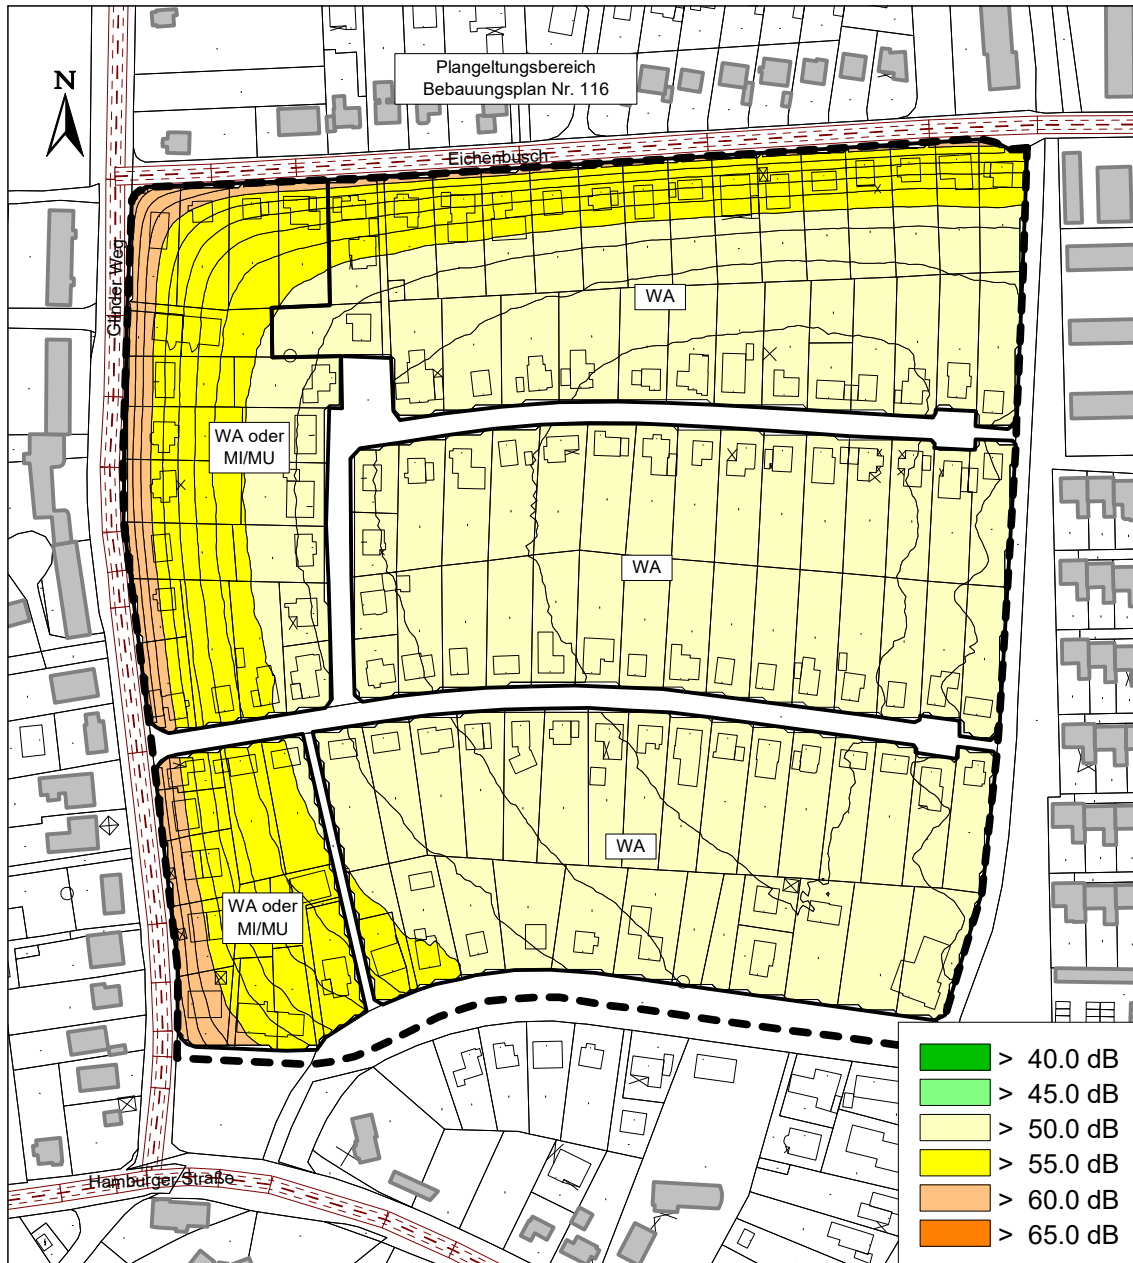 Plangeltungsbereich
Bebauungsplan Nr. 116
N
Eichenbusch
Glinder Weg
WA
WA oder
MI/MU
WA
WA
WA oder
MI/MU
Hamburger Straße
> 40.0 dB
> 45.0 dB
> 50.0 dB
> 55.0 dB
> 60.0 dB
> 65.0 dB